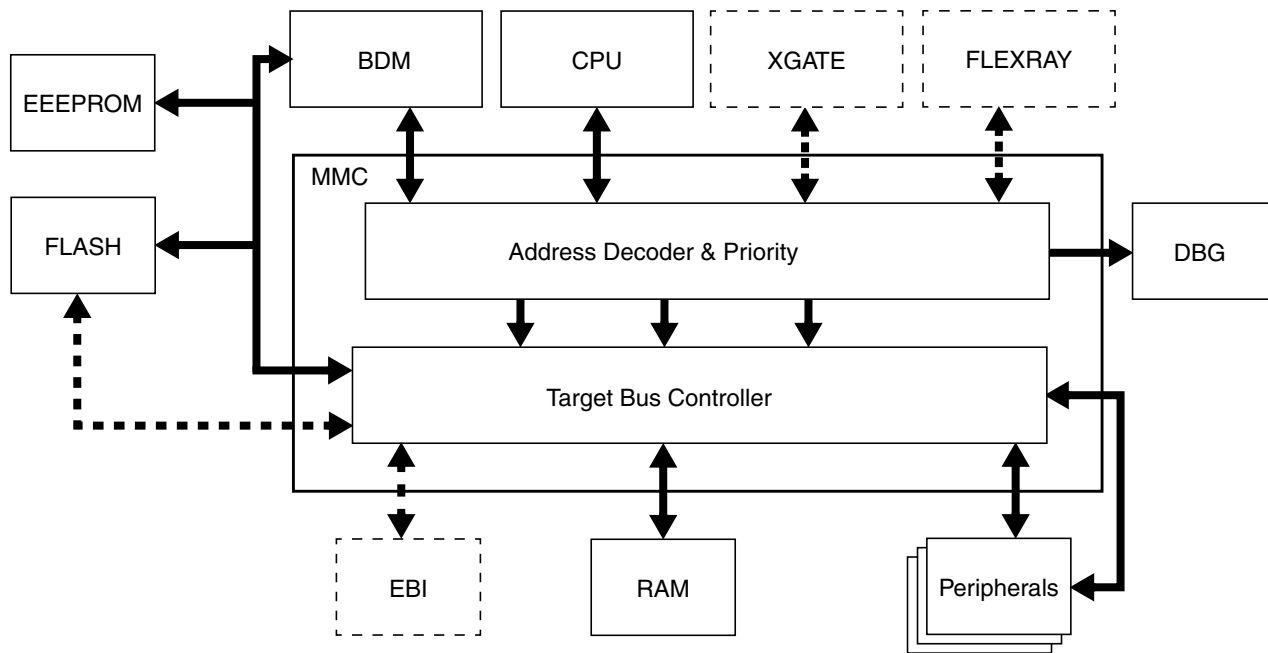 BDM
CPU
XGATE
FLEXRAY
EEEPROM
MMC
FLASH
Address Decoder & Priority
DBG
Target Bus Controller
EBI
RAM
Peripherals